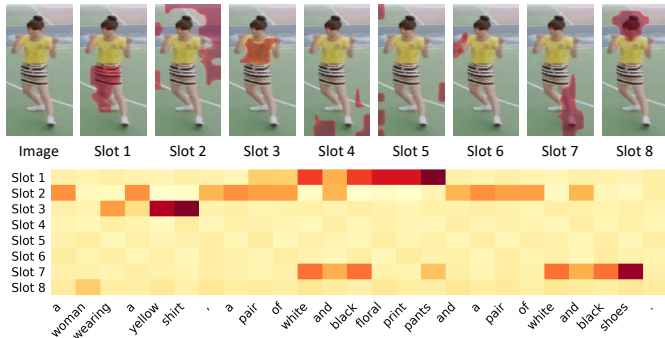 Image Slot 1 Slot 2 Slot 3 Slot 4 Slot 5 Slot 6 Slot 7 Slot 8
Slot 1
Slot 2
Slot 3
Slot 4
Slot 5
Slot 6
Slot 7
Slot 8
a woman wearing a yellow shirt , a pair of white and black floral print pants and a pair of white and black shoes .